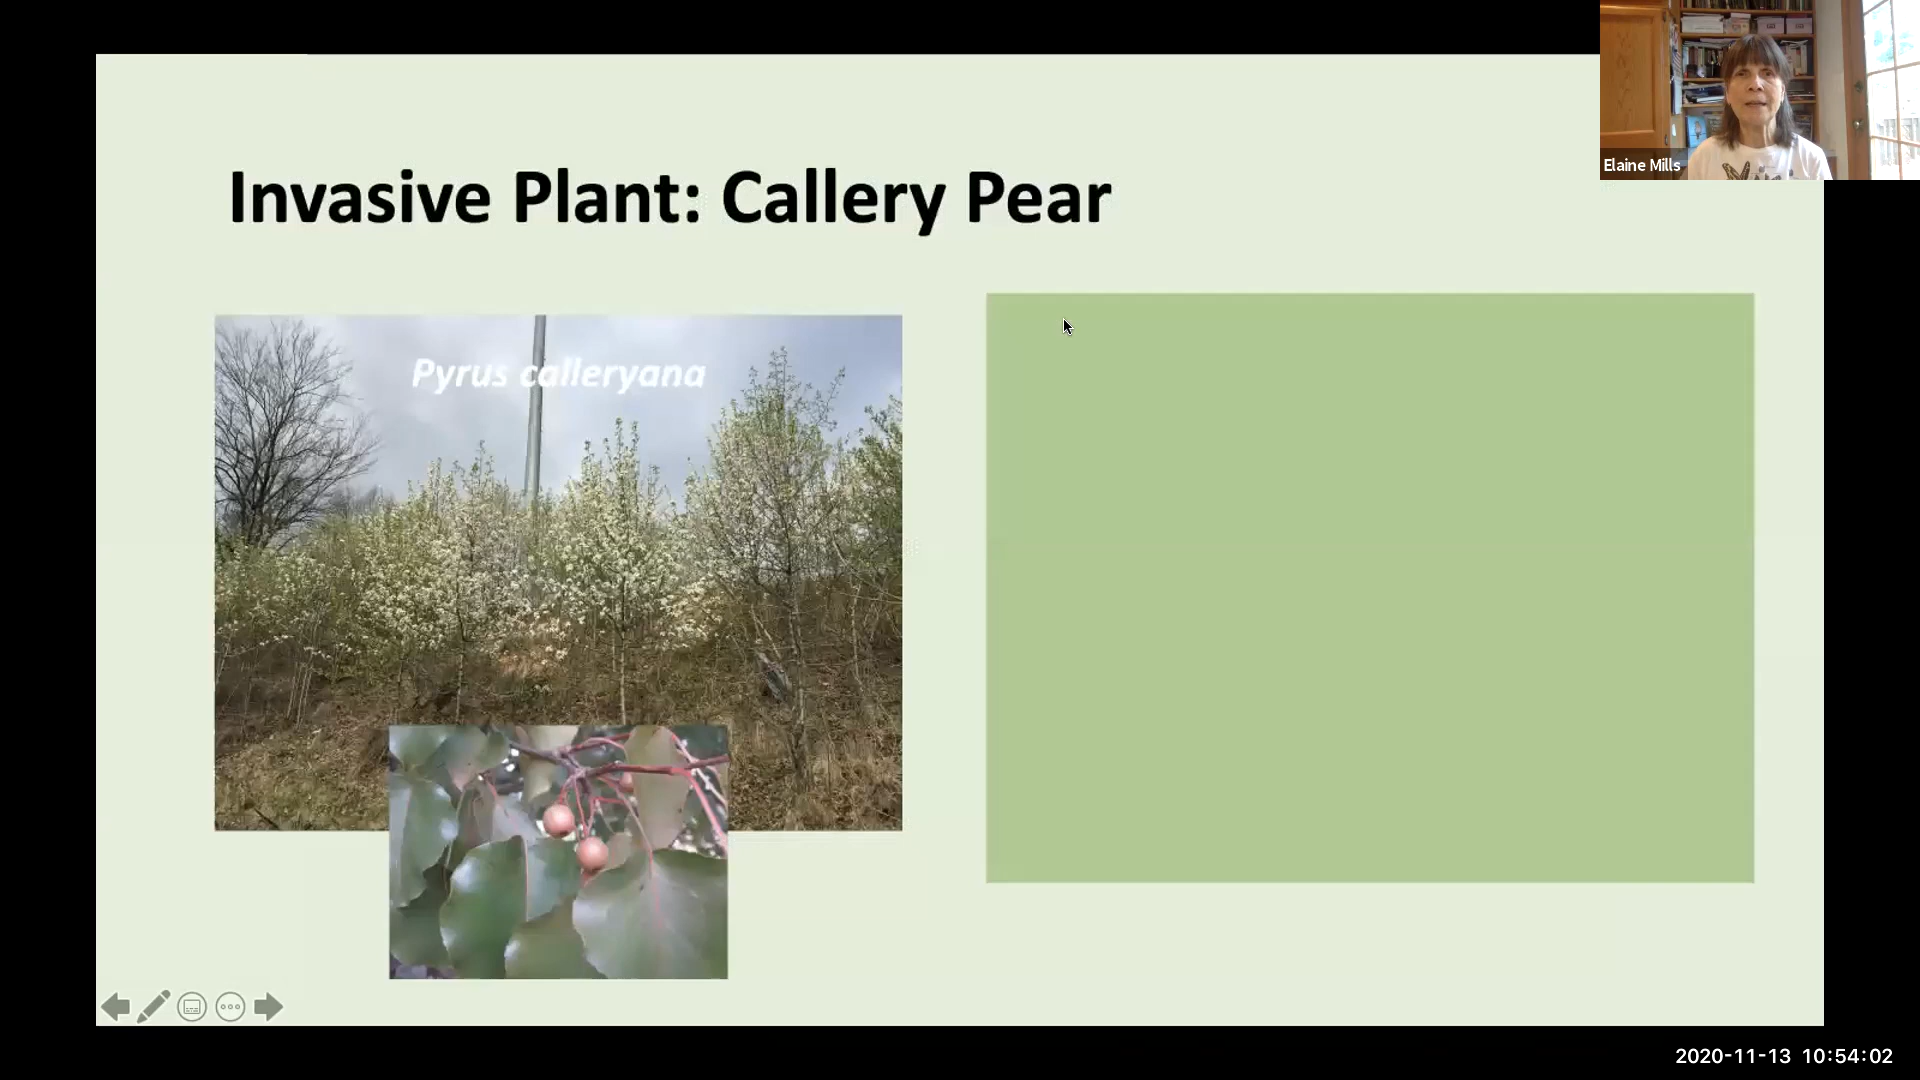 Elaine Mills
Invasive Plant: Callery Pear
Pyrus calleryana
2020-11-13 10:54:02